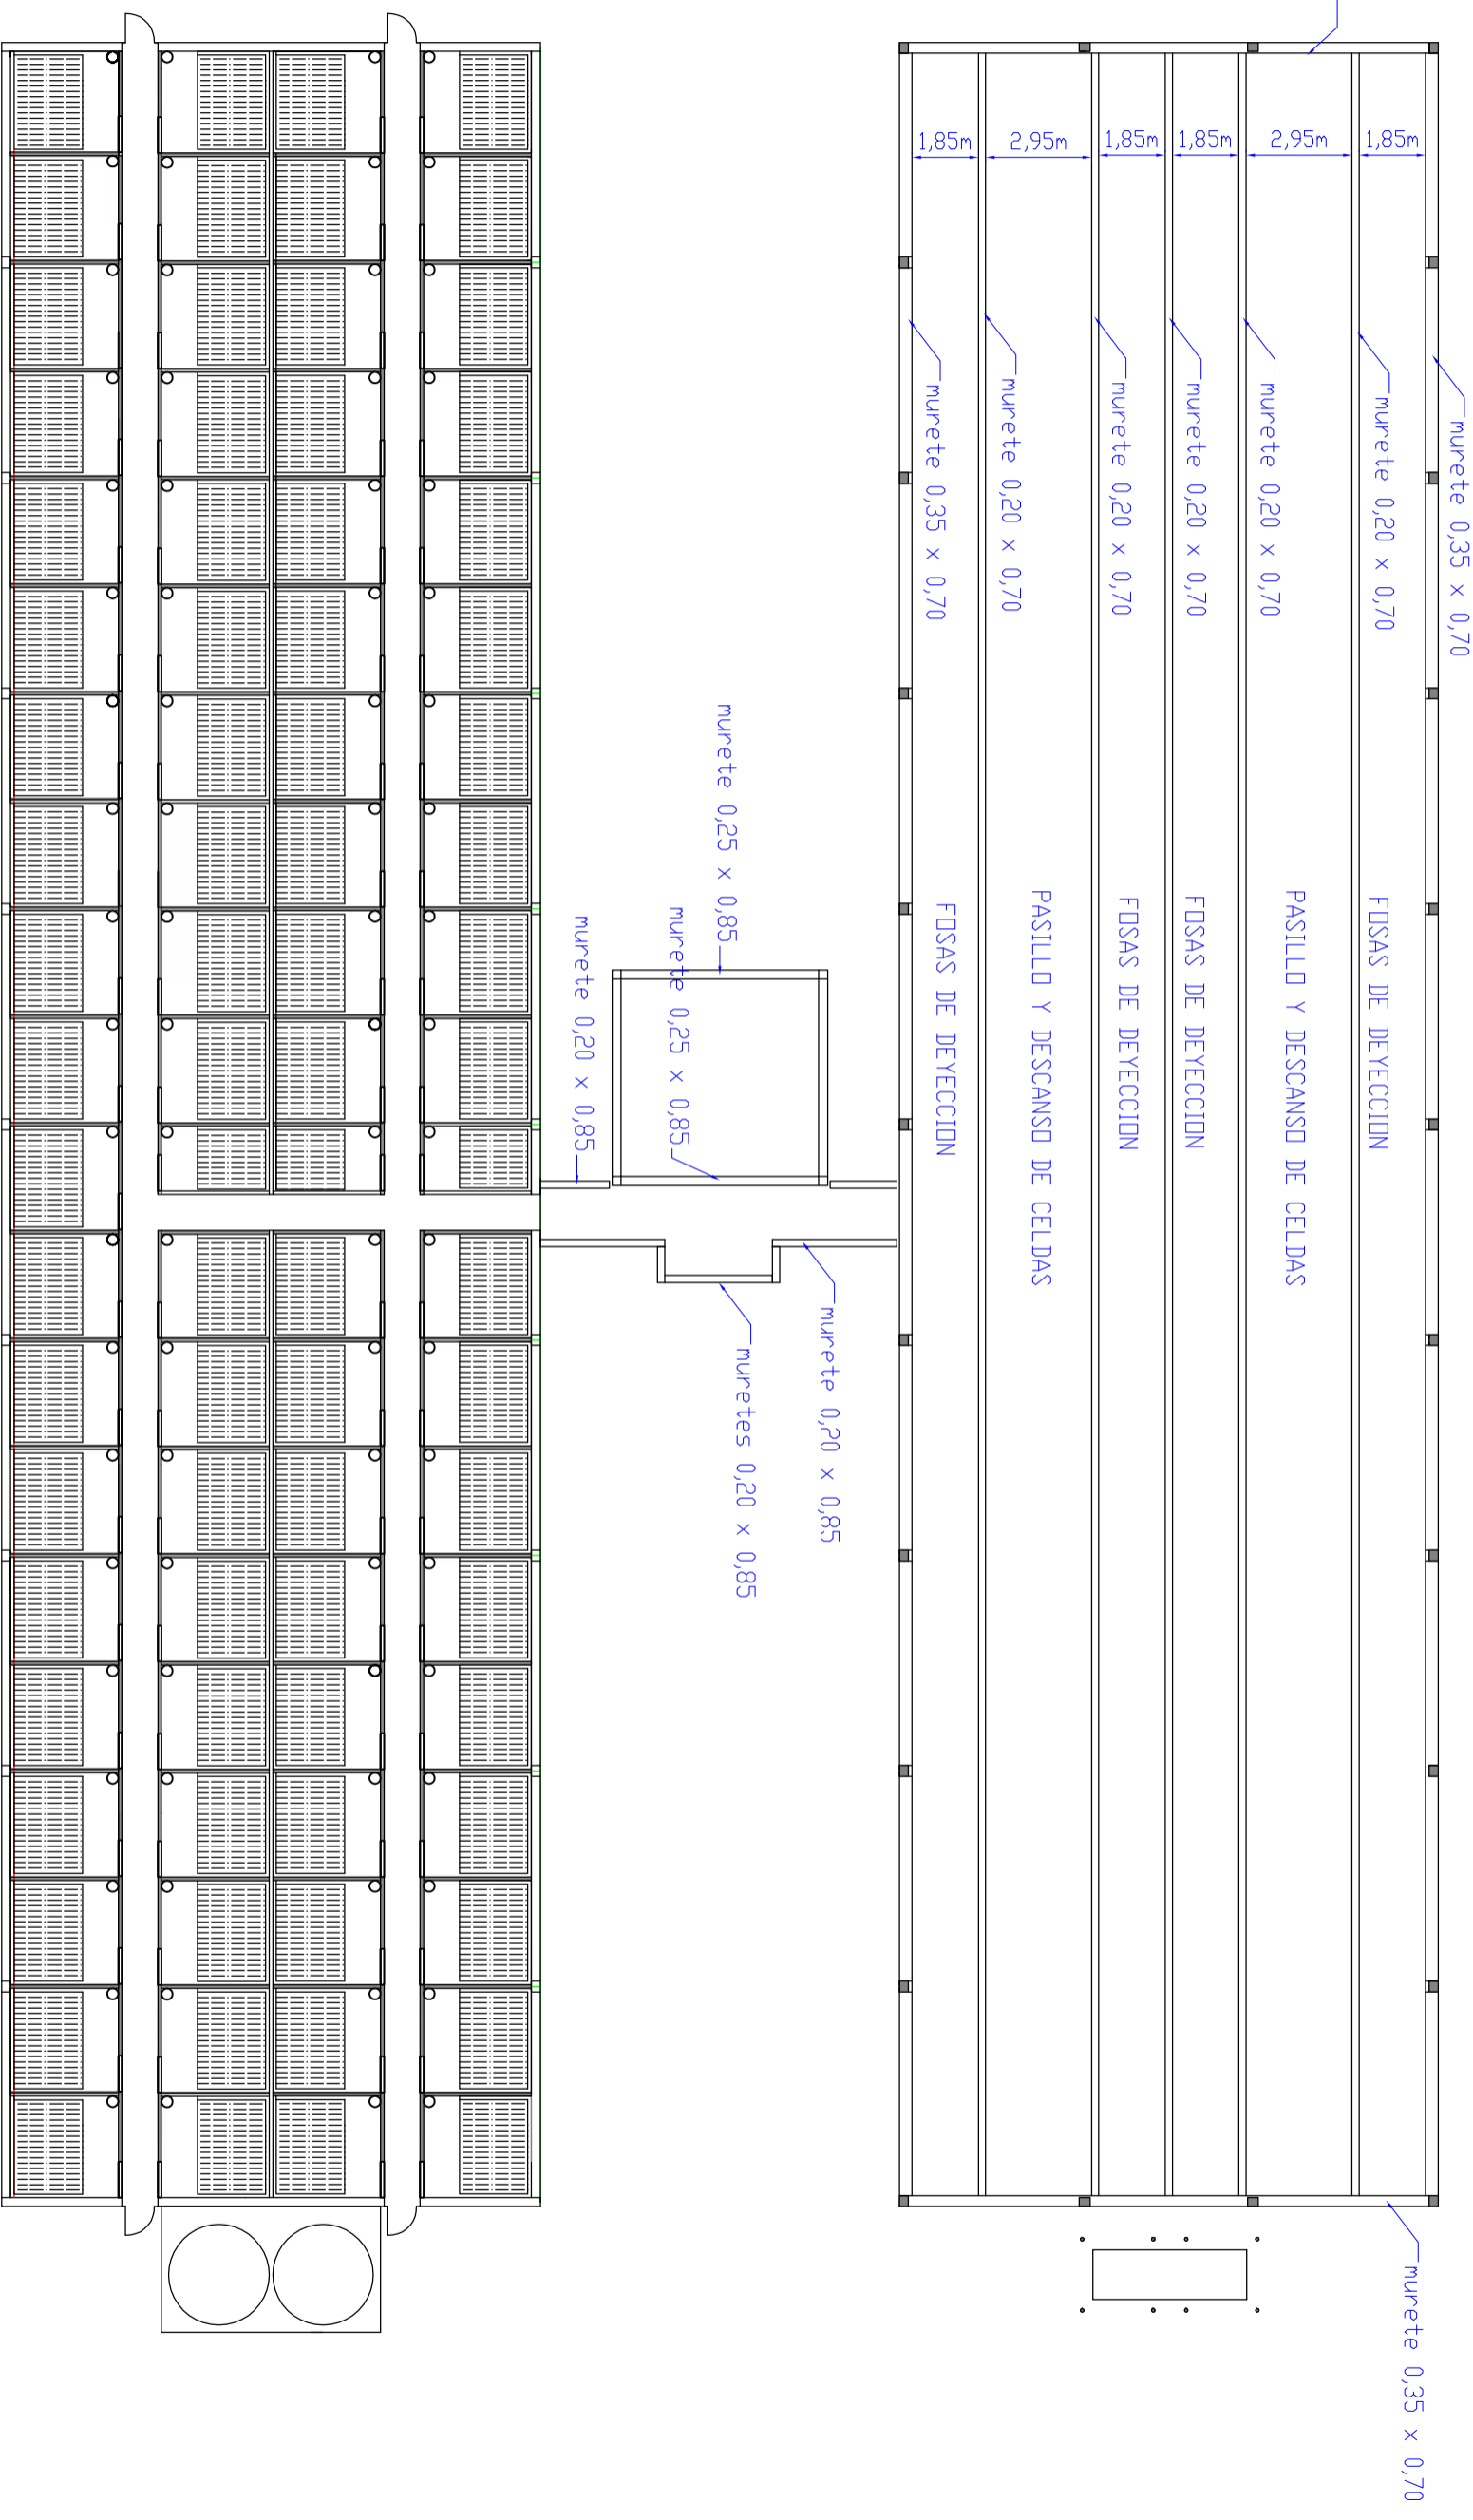 1,85m
2,95m
1,85m
1,85m
2,95m
1,85m
murete 0,35 x 0,70
murete 0,20 x 0,70
murete 0,20 x 0,70
murete 0,20 x 0,70
murete 0,20 x 0,70
murete 0,20 x 0,70
murete 0,35 x 0,70
FOSAS DE DEYECCION
PASILLO Y DESCANSO DE CELDAS
FOSAS DE DEYECCION
FOSAS DE DEYECCION
PASILLO Y DESCANSO DE CELDAS
FOSAS DE DEYECCION
murete 0,25 x 0,85
murete 0,25 x 0,85
murete 0,20 x 0,85
murete 0,20 x 0,85
muretes 0,20 x 0,85
murete 0,35 x 0,70